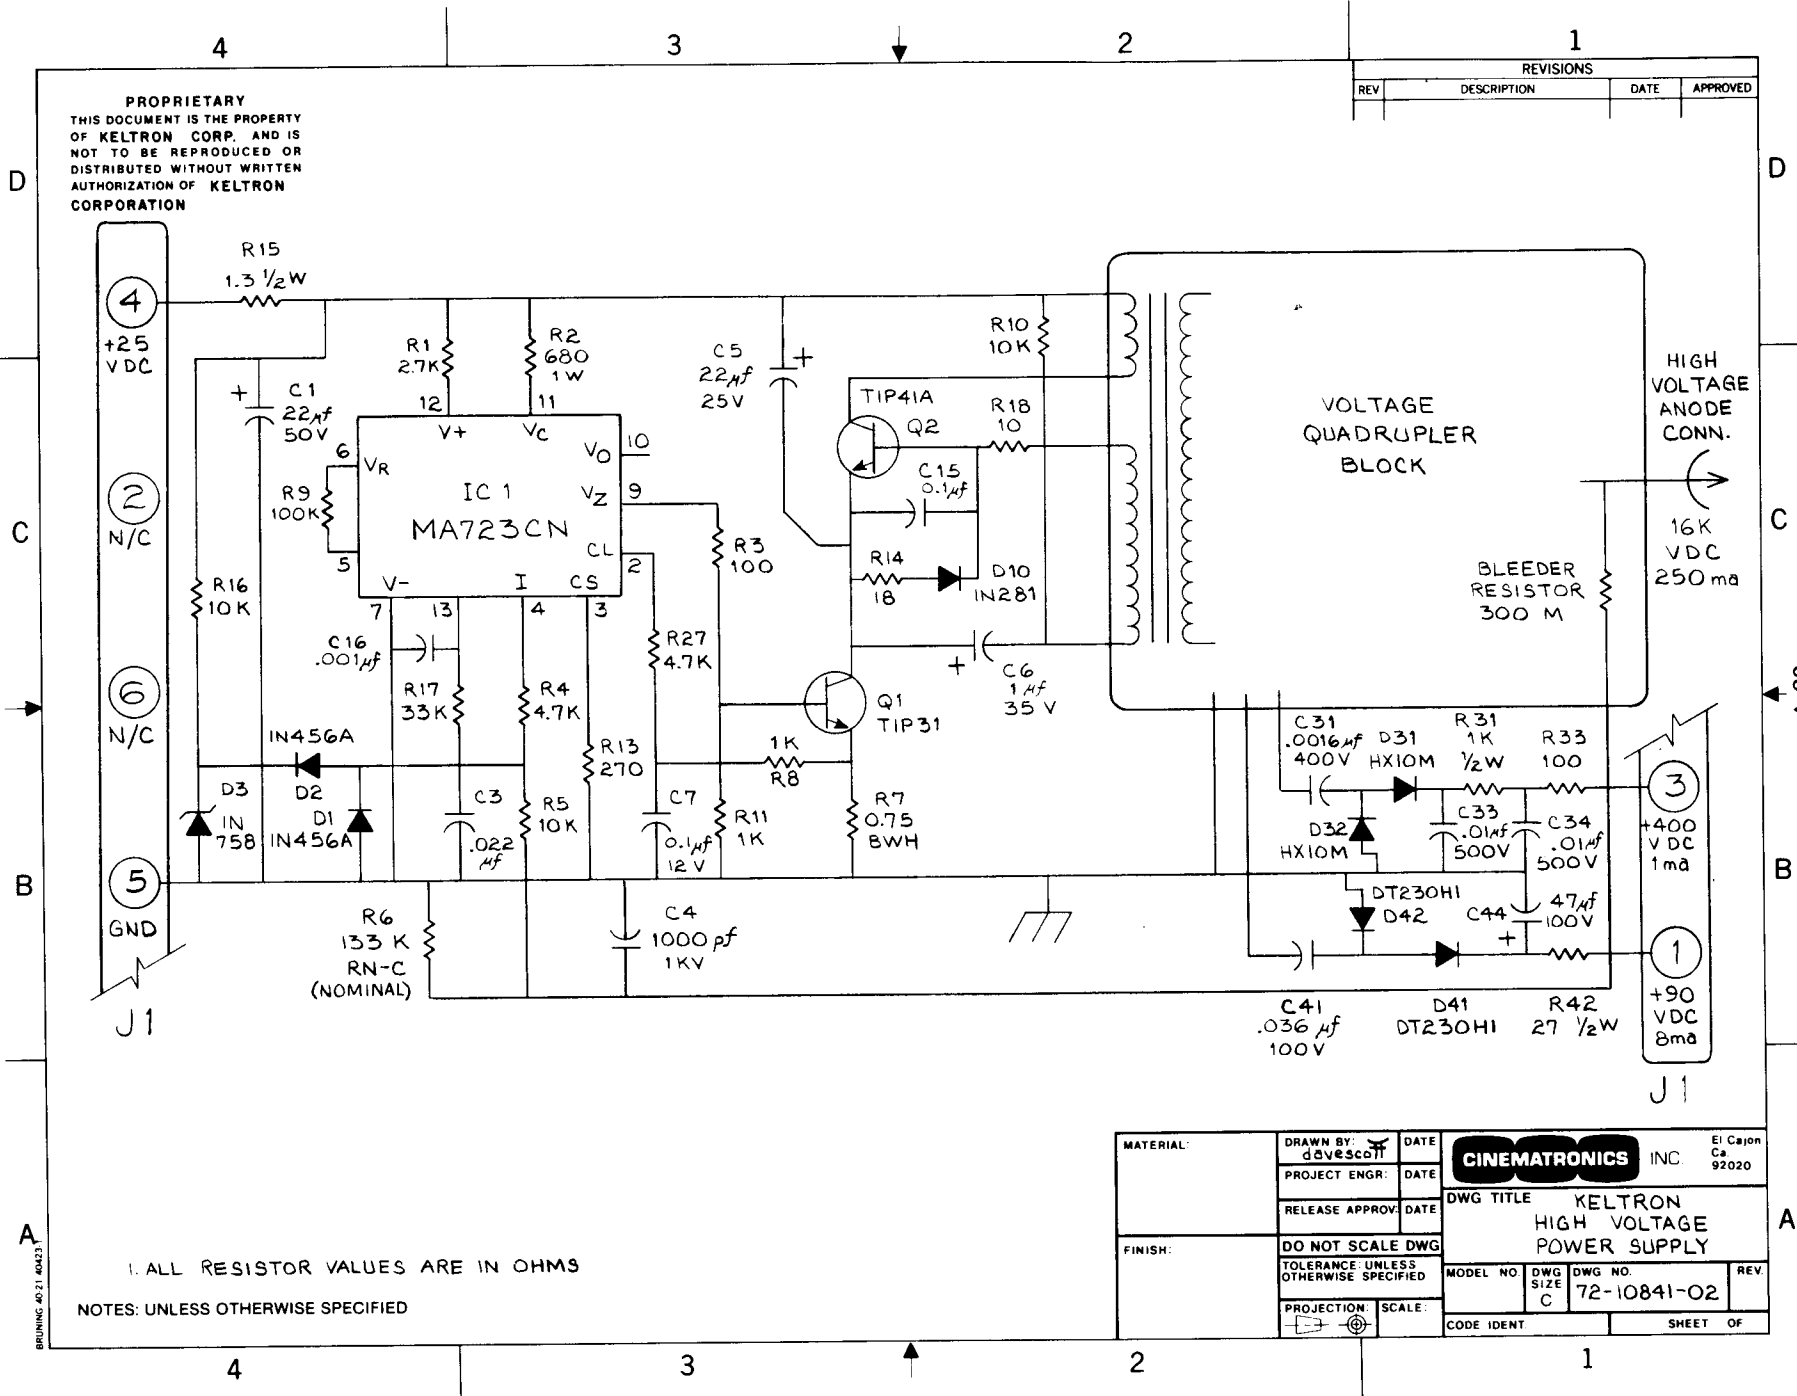 4
3
2
1
REVISIONS
REV
DESCRIPTION
DATE
APPROVED
PROPRIETARY
THIS DOCUMENT IS THE PROPERTY
OF KELTRON CORP. AND IS
NOT TO BE REPRODUCED OR
DISTRIBUTED WITHOUT WRITTEN
AUTHORIZATION OF KELTRON
CORPORATION
D
D
R15
1.3 1/2W
4
+25
VDC
R1
2.7K
R2
680
1W
C5
+
22µf
25V
R10
10K
+
C1
22µf
50V
12
11
V+
VC
VO
10
6
VR
VZ
9
IC 1
MA723CN
R9
100K
5
CL
2
V-
I
CS
7
13
4
3
TIP41A
Q2
R18
10
C15
0.1µf
R3
100
R14
18
D10
IN281
VOLTAGE
QUADRUPLER
BLOCK
HIGH
VOLTAGE
ANODE
CONN.
16K
VDC
250ma
BLEEDER
RESISTOR
300 M
C
C
2
N/C
R16
10K
C16
.001µf
R17
33K
R4
4.7K
R27
4.7K
+
C6
1µf
35V
Q1
TIP31
6
N/C
IN456A
D2
D3
IN
758
D1
IN456A
C3
.022
µf
R5
10K
R13
270
1K
R8
C7
0.1µf
12V
R11
1K
R7
0.75
BWH
C31
.0016µf
400V
D31
HX10M
R31
1K
1/2W
R33
100
3
+400
VDC
1ma
D32
HX10M
C33
.01µf
500V
C34
.01µf
500V
B
B
5
GND
R6
133 K
RN-C
(NOMINAL)
C4
1000pf
1KV
DT230H1
D42
C44
47µf
100V
+
1
+90
VDC
8ma
C41
.036µf
100V
D41
DT230H1
R42
27 1/2W
J1
J1
A
A
1. ALL RESISTOR VALUES ARE IN OHMS
NOTES: UNLESS OTHERWISE SPECIFIED
BRUNING 40-21 40423-1
MATERIAL:
FINISH:
DRAWN BY:
davescott
DATE
PROJECT ENGR:
DATE
RELEASE APPROV:
DATE
DO NOT SCALE DWG
TOLERANCE: UNLESS
OTHERWISE SPECIFIED
PROJECTION:
SCALE:
CINEMATRONICS INC.
El Cajon
Ca.
92020
DWG TITLE
KELTRON
HIGH VOLTAGE
POWER SUPPLY
MODEL NO.
DWG
SIZE
C
DWG NO.
72-10841-02
REV.
CODE IDENT
SHEET OF
4
3
2
1